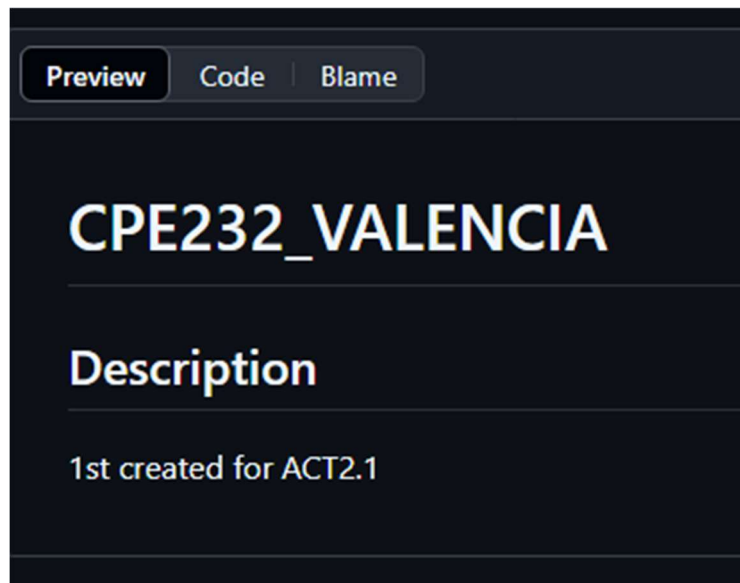 Preview Code Blame
CPE232_VALENCIA
Description
1st created for ACT2.1